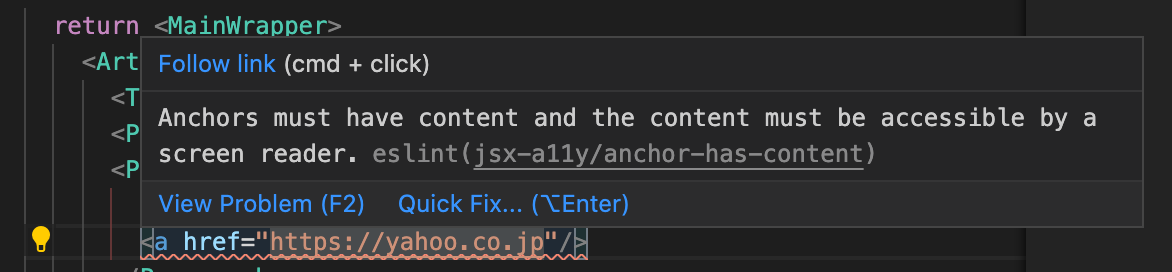 return <MainWrapper>
<Art
Follow link (cmd + click)
<T
Anchors must have content and the content must be accessible by a
<P
screen reader. eslint(jsx-a11y/anchor-has-content)
<P
View Problem (F2) Quick Fix... (⌥Enter)
<a href="https://yahoo.co.jp"/>
</P